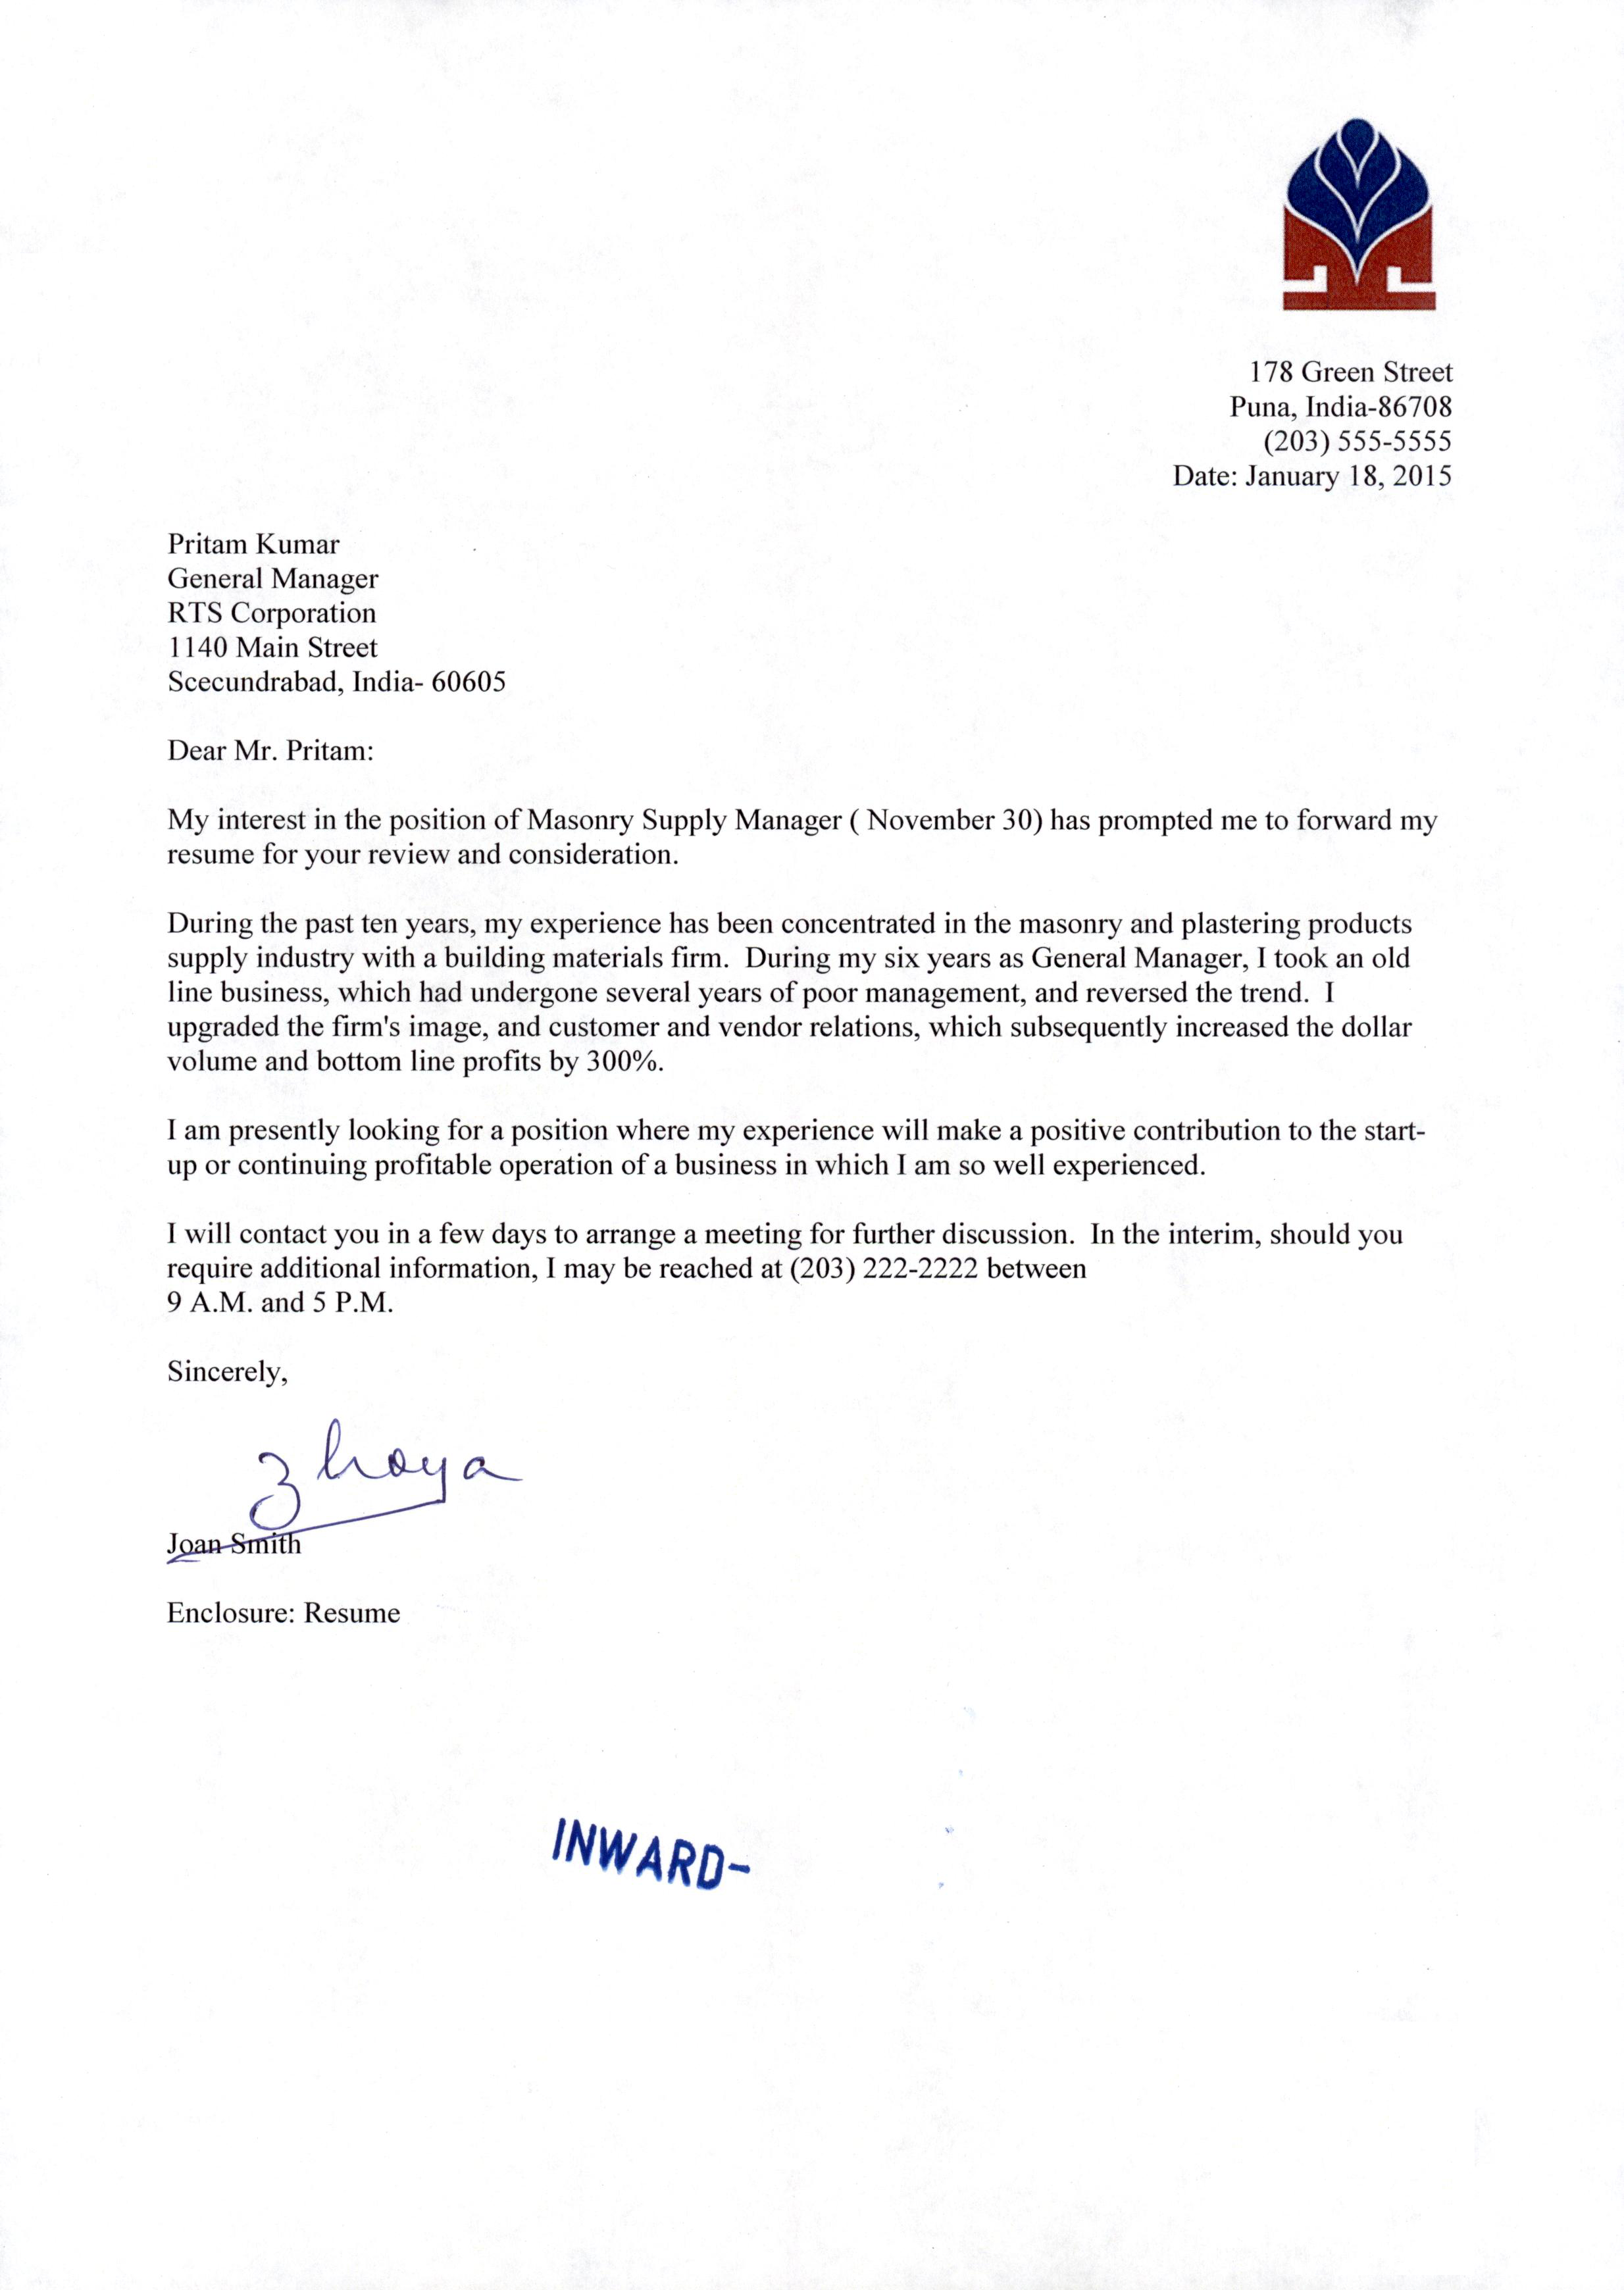 178 Green Street
Puna, India-86708
(203) 555-5555
Date: January 18, 2015
Pritam Kumar
General Manager
RTS Corporation
1140 Main Street
Scecundrabad, India- 60605
Dear Mr. Pritam:
My interest in the position of Masonry Supply Manager ( November 30) has prompted me to forward my
resume for your review and consideration.
During the past ten years, my experience has been concentrated in the masonry and plastering products
supply industry with a building materials firm.  During my six years as General Manager, I took an old
line business, which had undergone several years of poor management, and reversed the trend.  I
upgraded the firm's image, and customer and vendor relations, which subsequently increased the dollar
volume and bottom line profits by 300%.
I am presently looking for a position where my experience will make a positive contribution to the start-
up or continuing profitable operation of a business in which I am so well experienced.
I will contact you in a few days to arrange a meeting for further discussion.  In the interim, should you
require additional information, I may be reached at (203) 222-2222 between
9 A.M. and 5 P.M.
Sincerely,
zhoya
Joan Smith
Enclosure: Resume
INWARD-